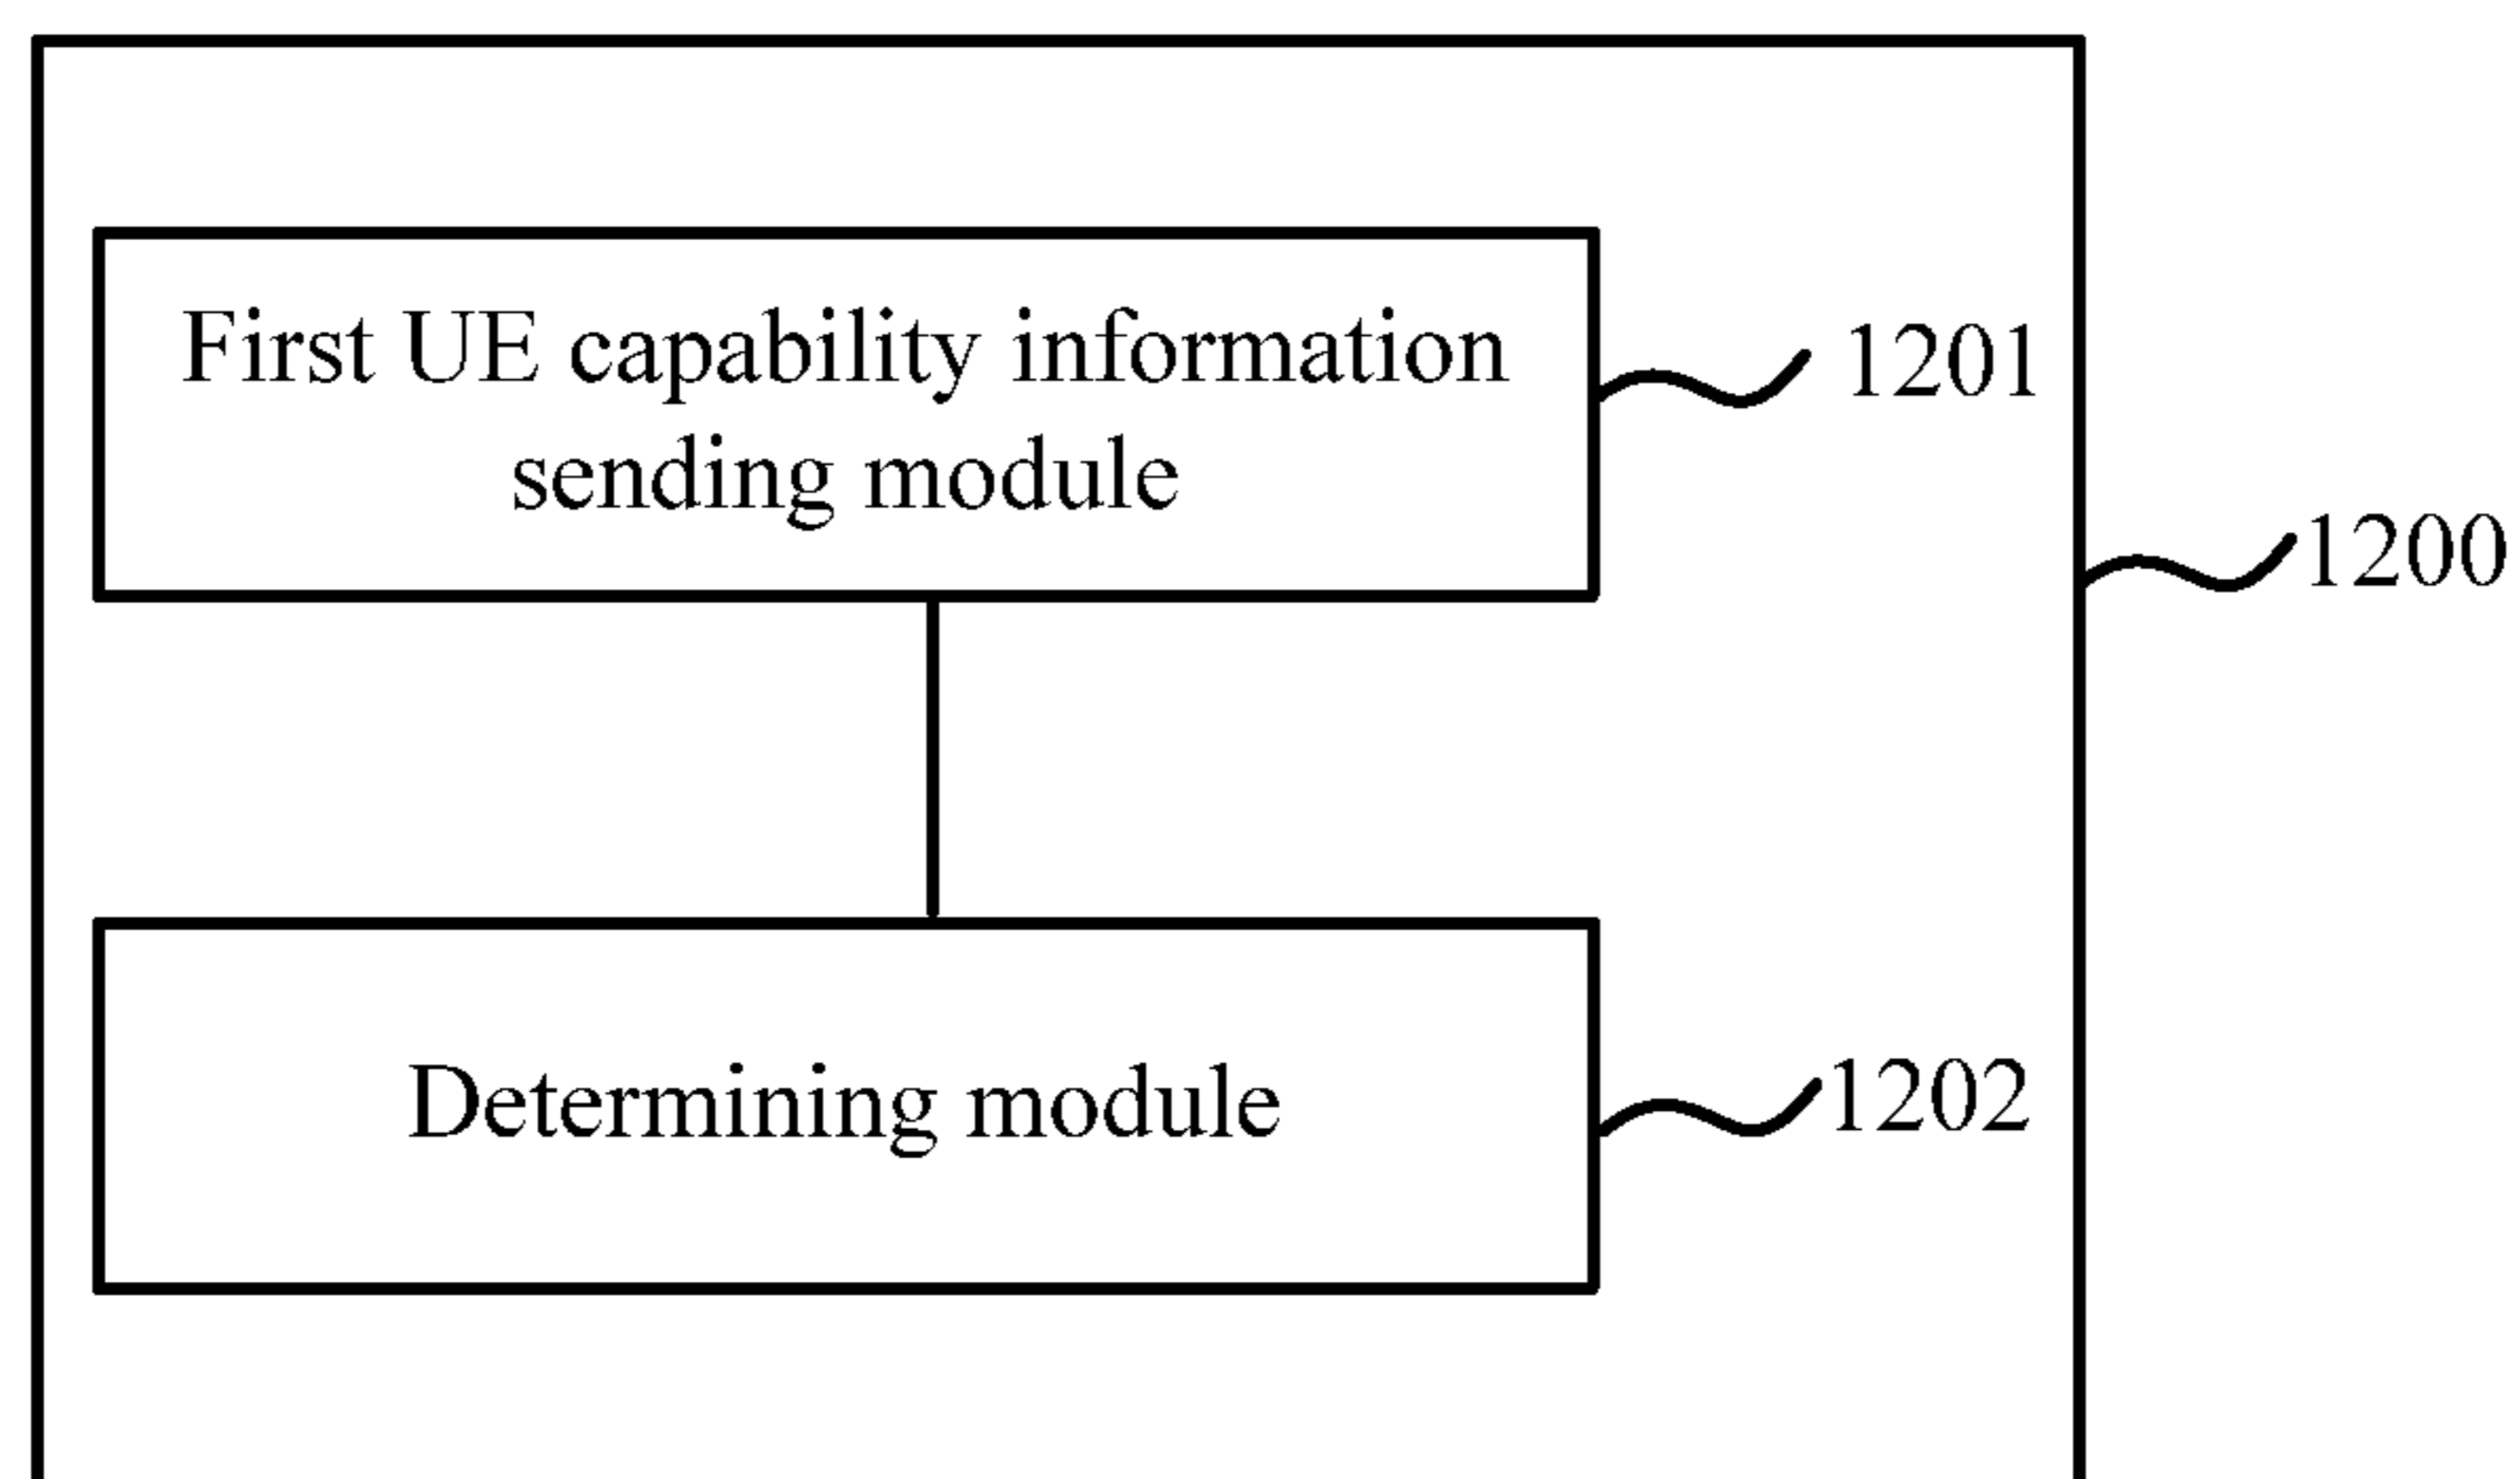 First UE capability information
sending module
1201
1200
Determining module
1202